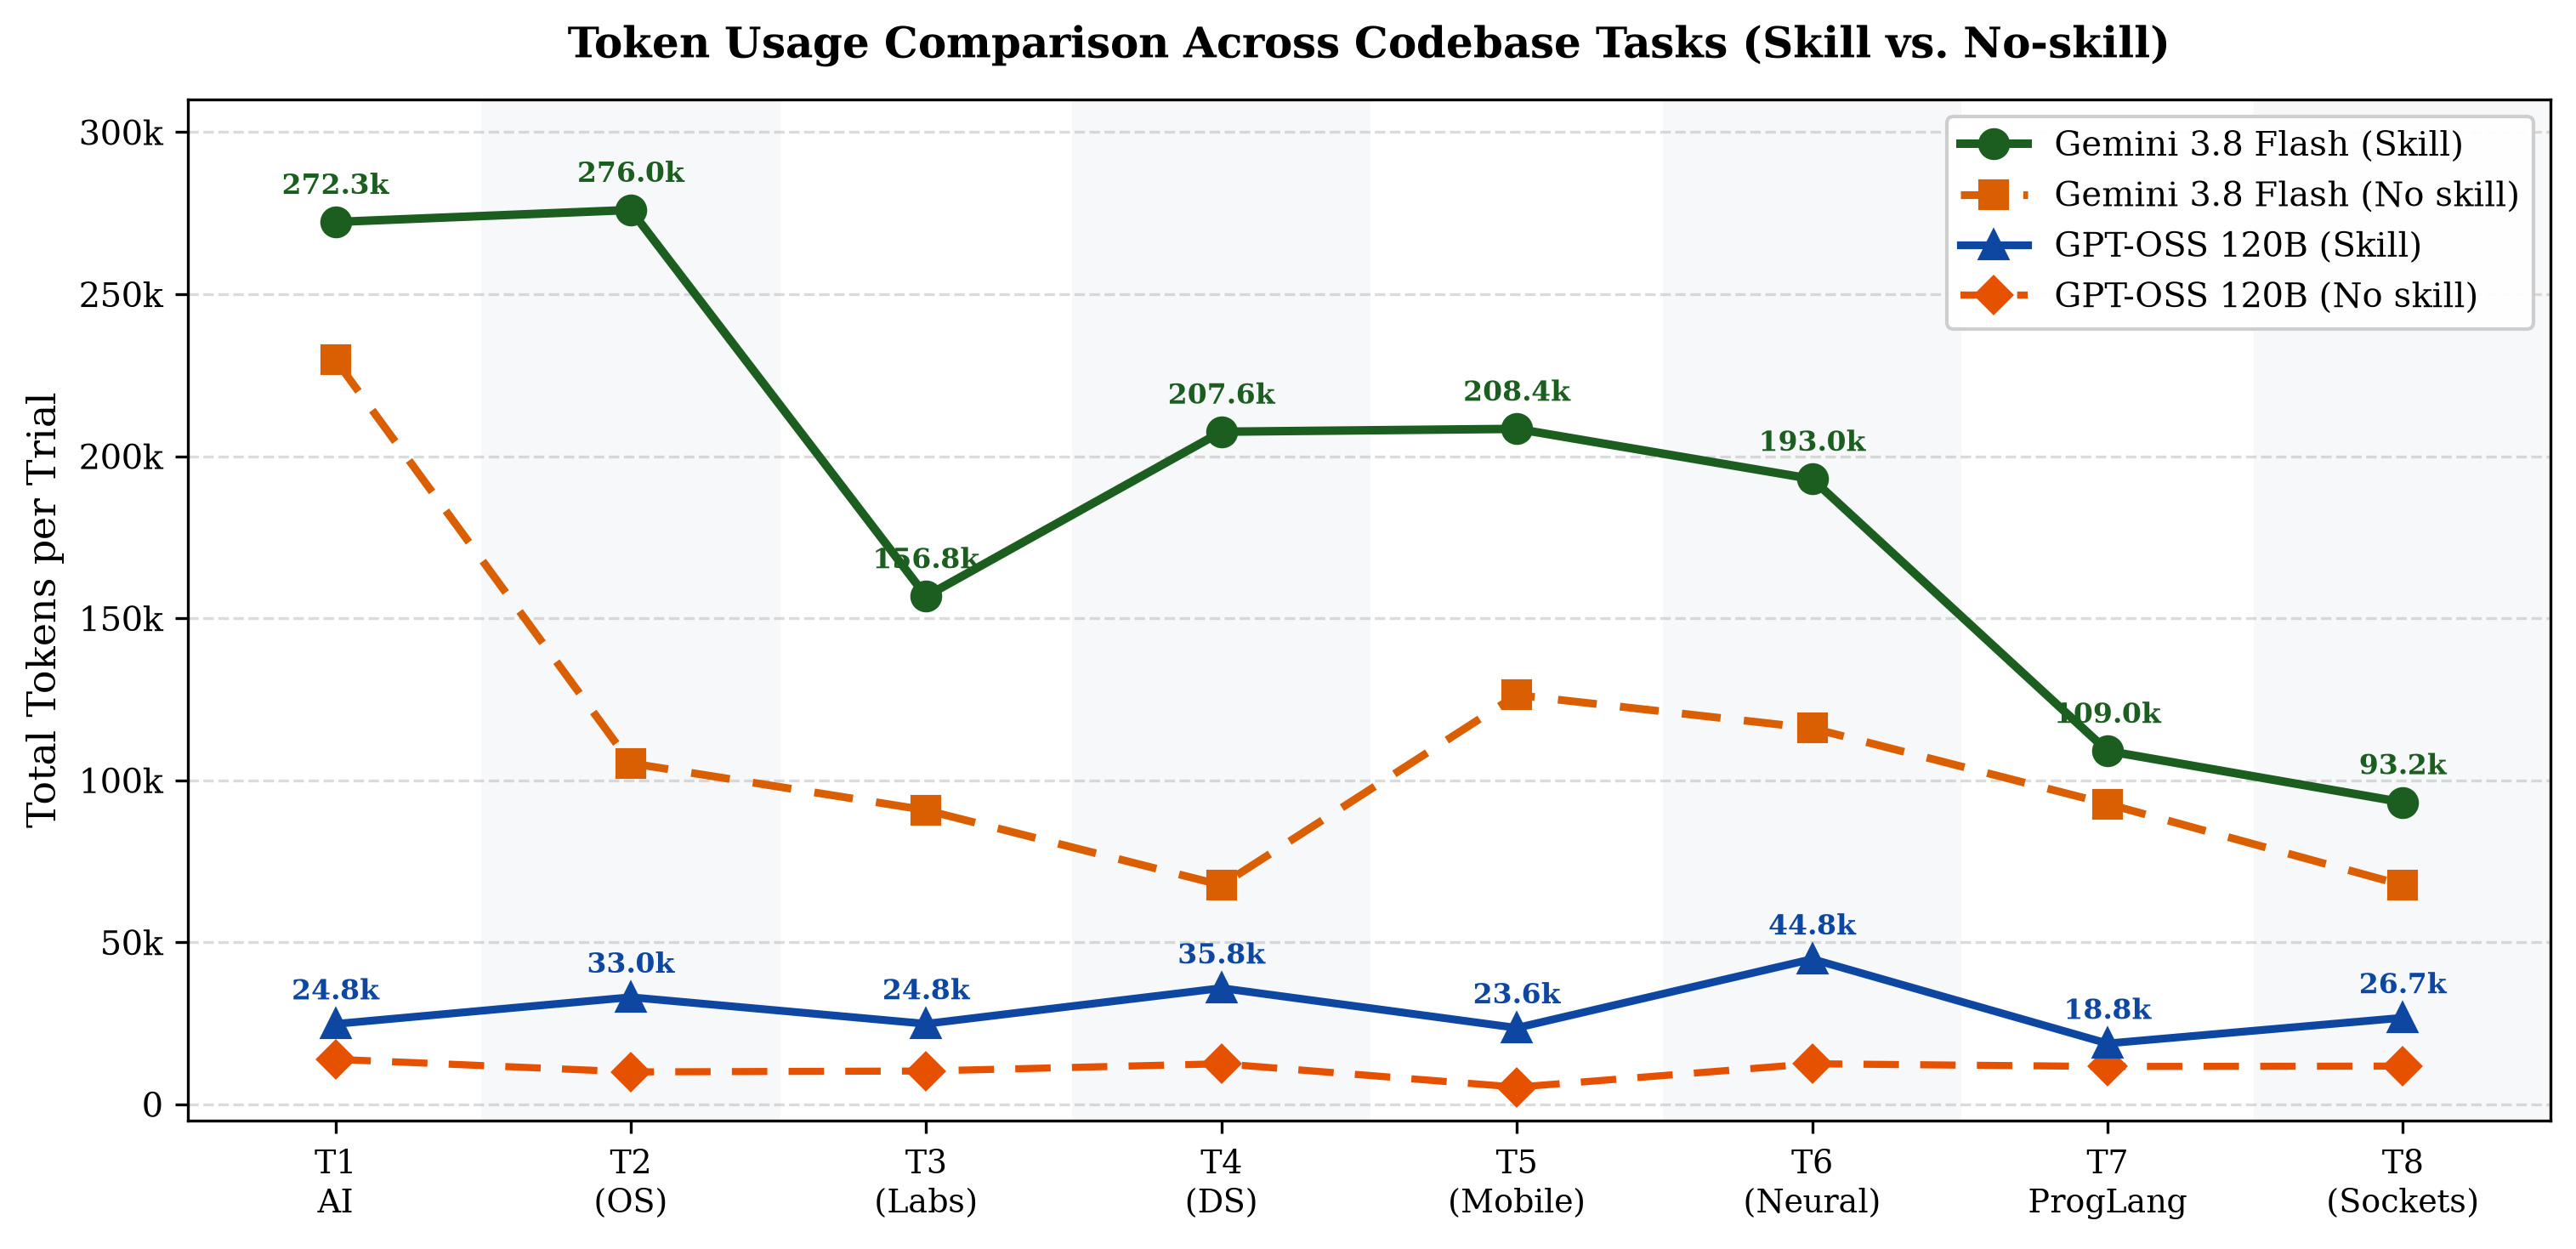 Token Usage Comparison Across Codebase Tasks (Skill vs. No-skill)
Total Tokens per Trial
300k
250k
200k
150k
100k
50k
0
Gemini 3.8 Flash (Skill)
Gemini 3.8 Flash (No skill)
GPT-OSS 120B (Skill)
GPT-OSS 120B (No skill)
272.3k
276.0k
156.8k
207.6k
208.4k
193.0k
109.0k
93.2k
24.8k
33.0k
24.8k
35.8k
23.6k
44.8k
18.8k
26.7k
T1
AI
T2
(OS)
T3
(Labs)
T4
(DS)
T5
(Mobile)
T6
(Neural)
T7
ProgLang
T8
(Sockets)